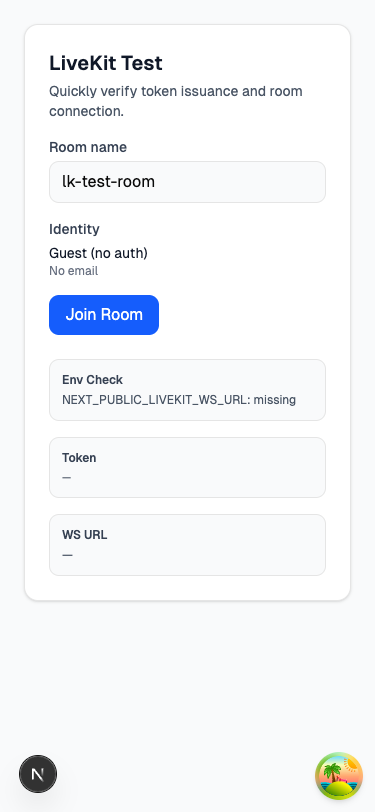 LiveKit Test
Quickly verify token issuance and room
connection.
Room name
lk-test-room
Identity
Guest (no auth)
No email
Join Room
Env Check
NEXT_PUBLIC_LIVEKIT_WS_URL: missing
Token
—
WS URL
—
N